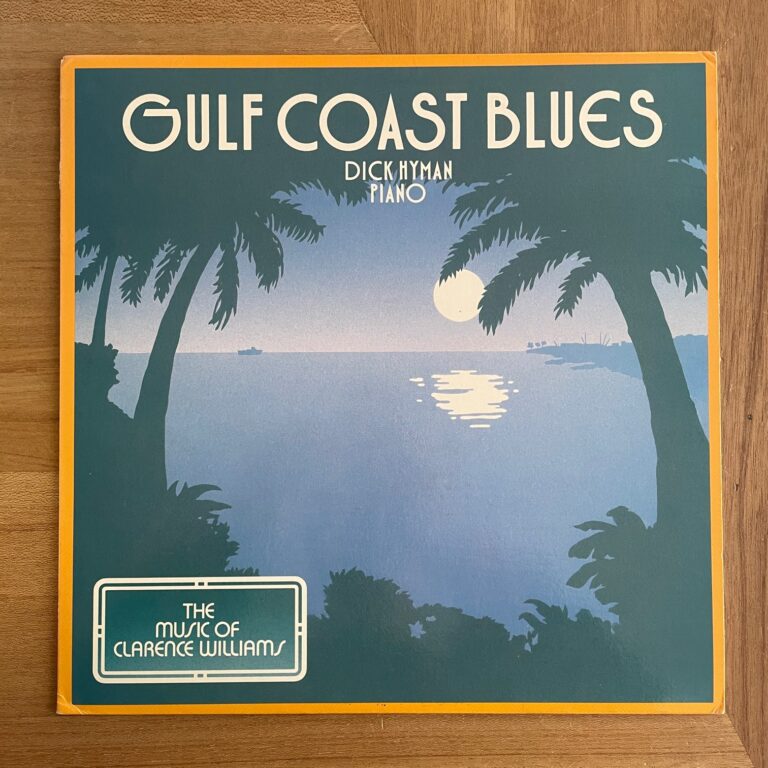 GULF COAST BLUES
DICK HYMAN
PIANO
THE
MUSIC OF
CLARENCE WILLIAMS